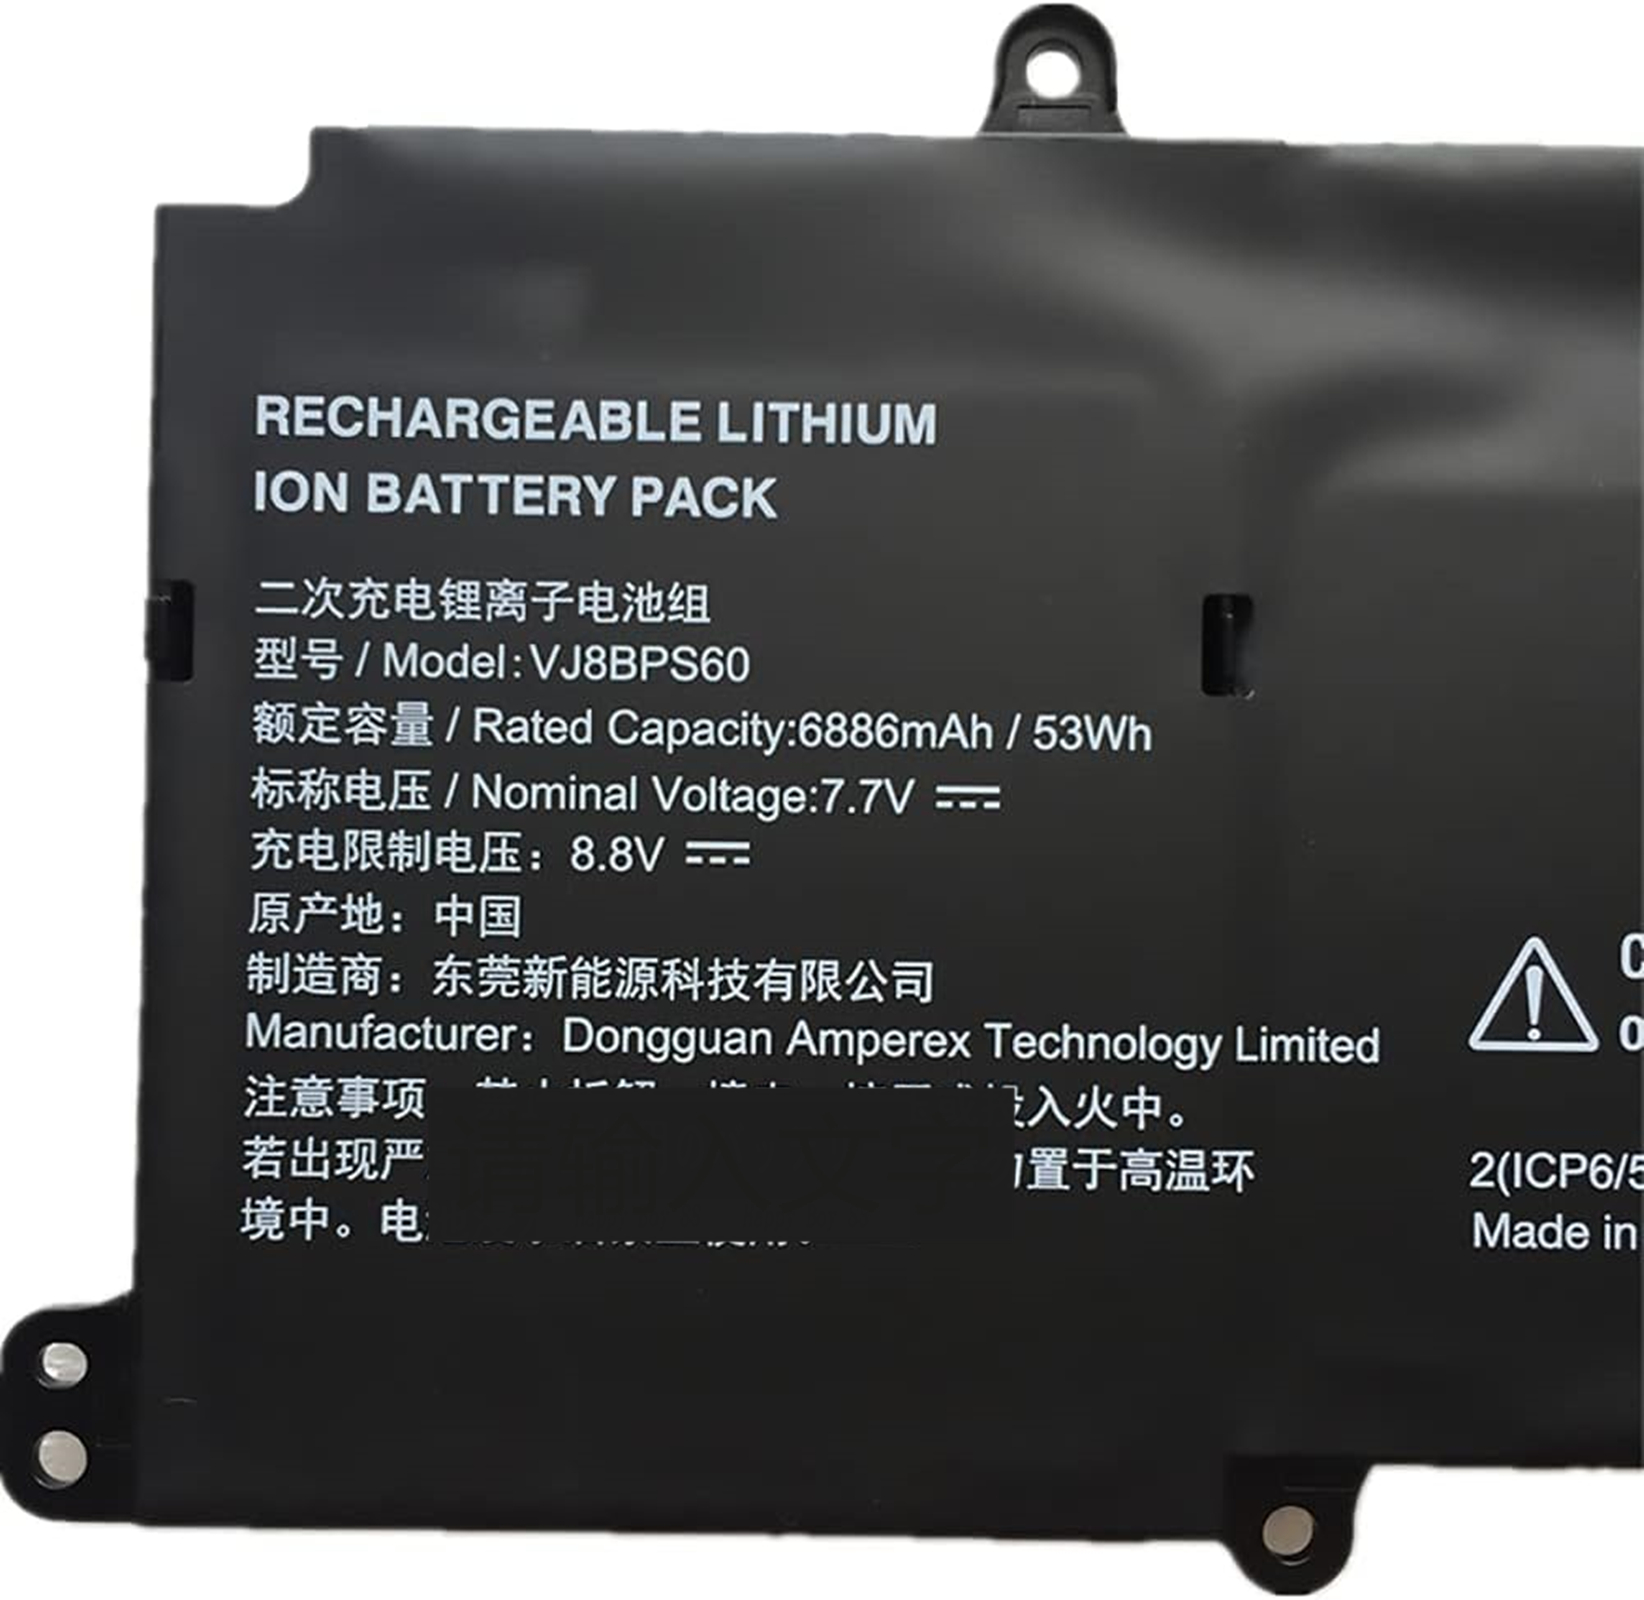 RECHARGEABLE LITHIUM
ION BATTERY PACK
二次充电锂离子电池组
型号 / Model:VJ8BPS60
额定容量 / Rated Capacity:6886mAh / 53Wh
标称电压 / Nominal Voltage:7.7V
充电限制电压：8.8V
原产地：中国
制造商：东莞新能源科技有限公司
Manufacturer：Dongguan Amperex Technology Limited
注意事项 入火中。
若出现严 置于高温环
境中。电
2(ICP6/5
Made in